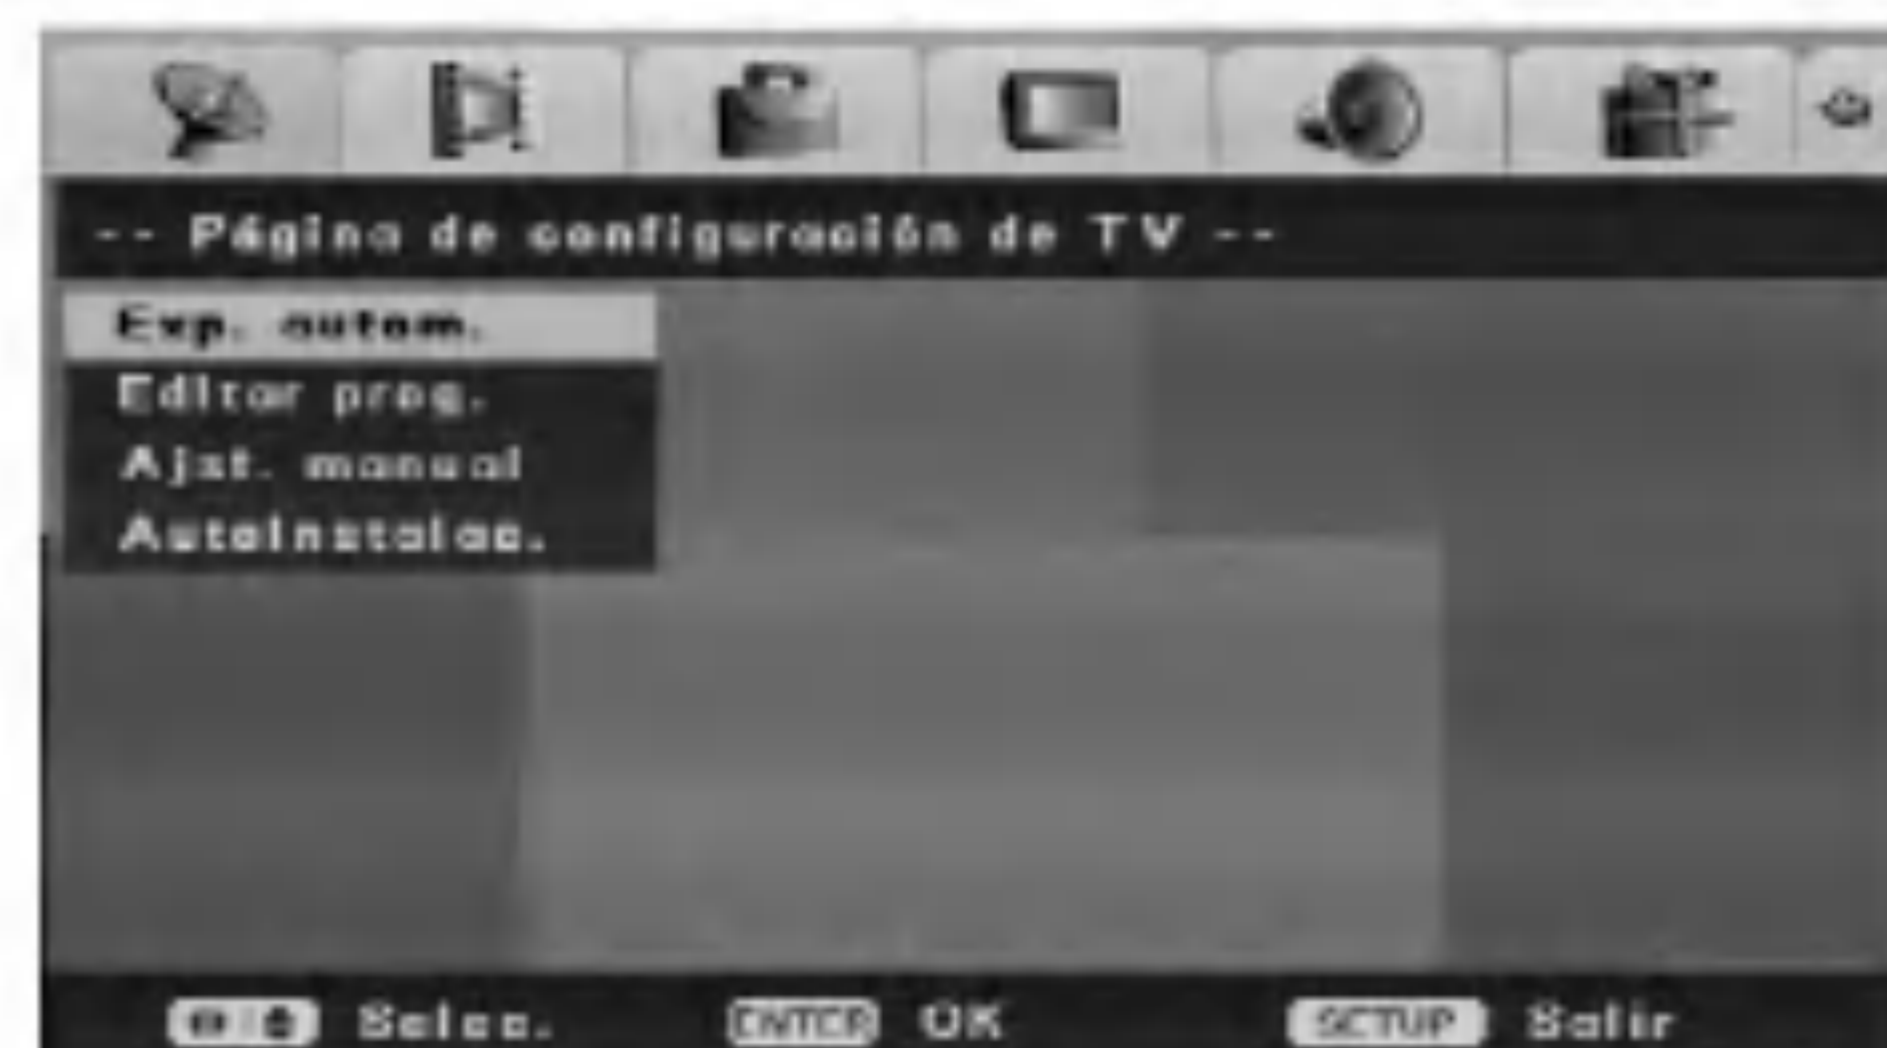 -- Página de configuración de TV --
Exp. autom.
Editar prog.
Ajst. manual
AutoInstalac.
Selec. ENTER OK SETUP Salir